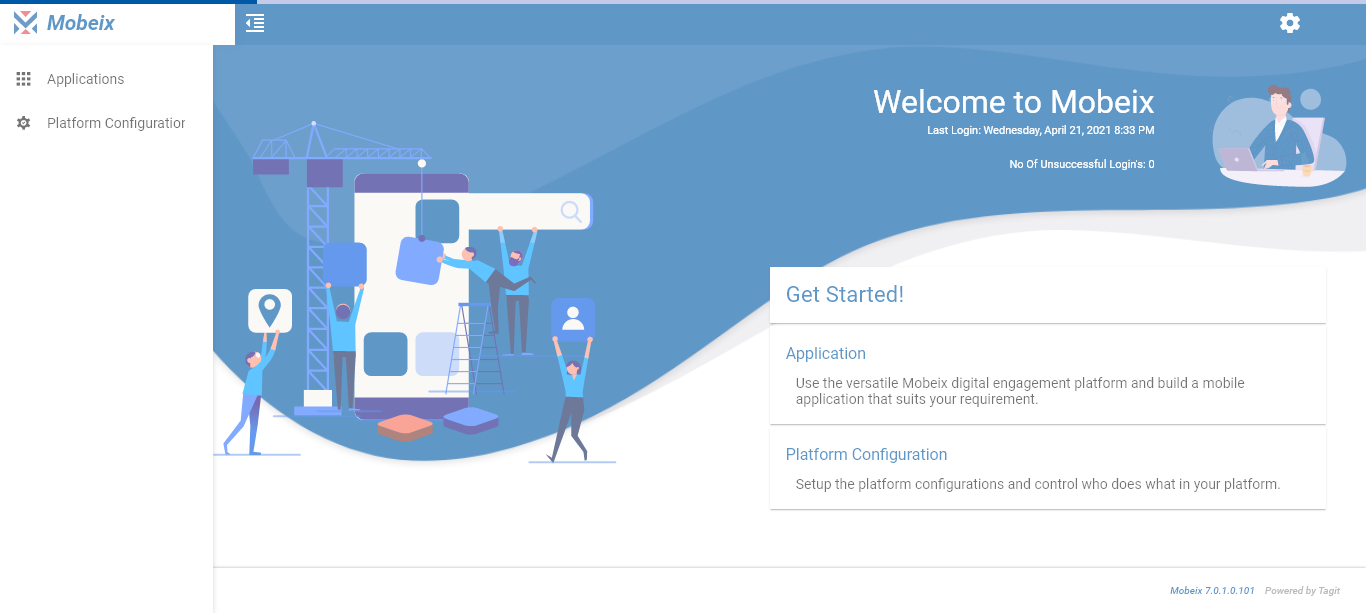 Mobeix
Applications
Platform Configuration
Welcome to Mobeix
Last Login: Wednesday, April 21, 2021 8:33 PM
No Of Unsuccessful Login's: 0
Get Started!
Application
Use the versatile Mobeix digital engagement platform and build a mobile
application that suits your requirement.
Platform Configuration
Setup the platform configurations and control who does what in your platform.
Mobeix 7.0.1.0.101 Powered by Tagit